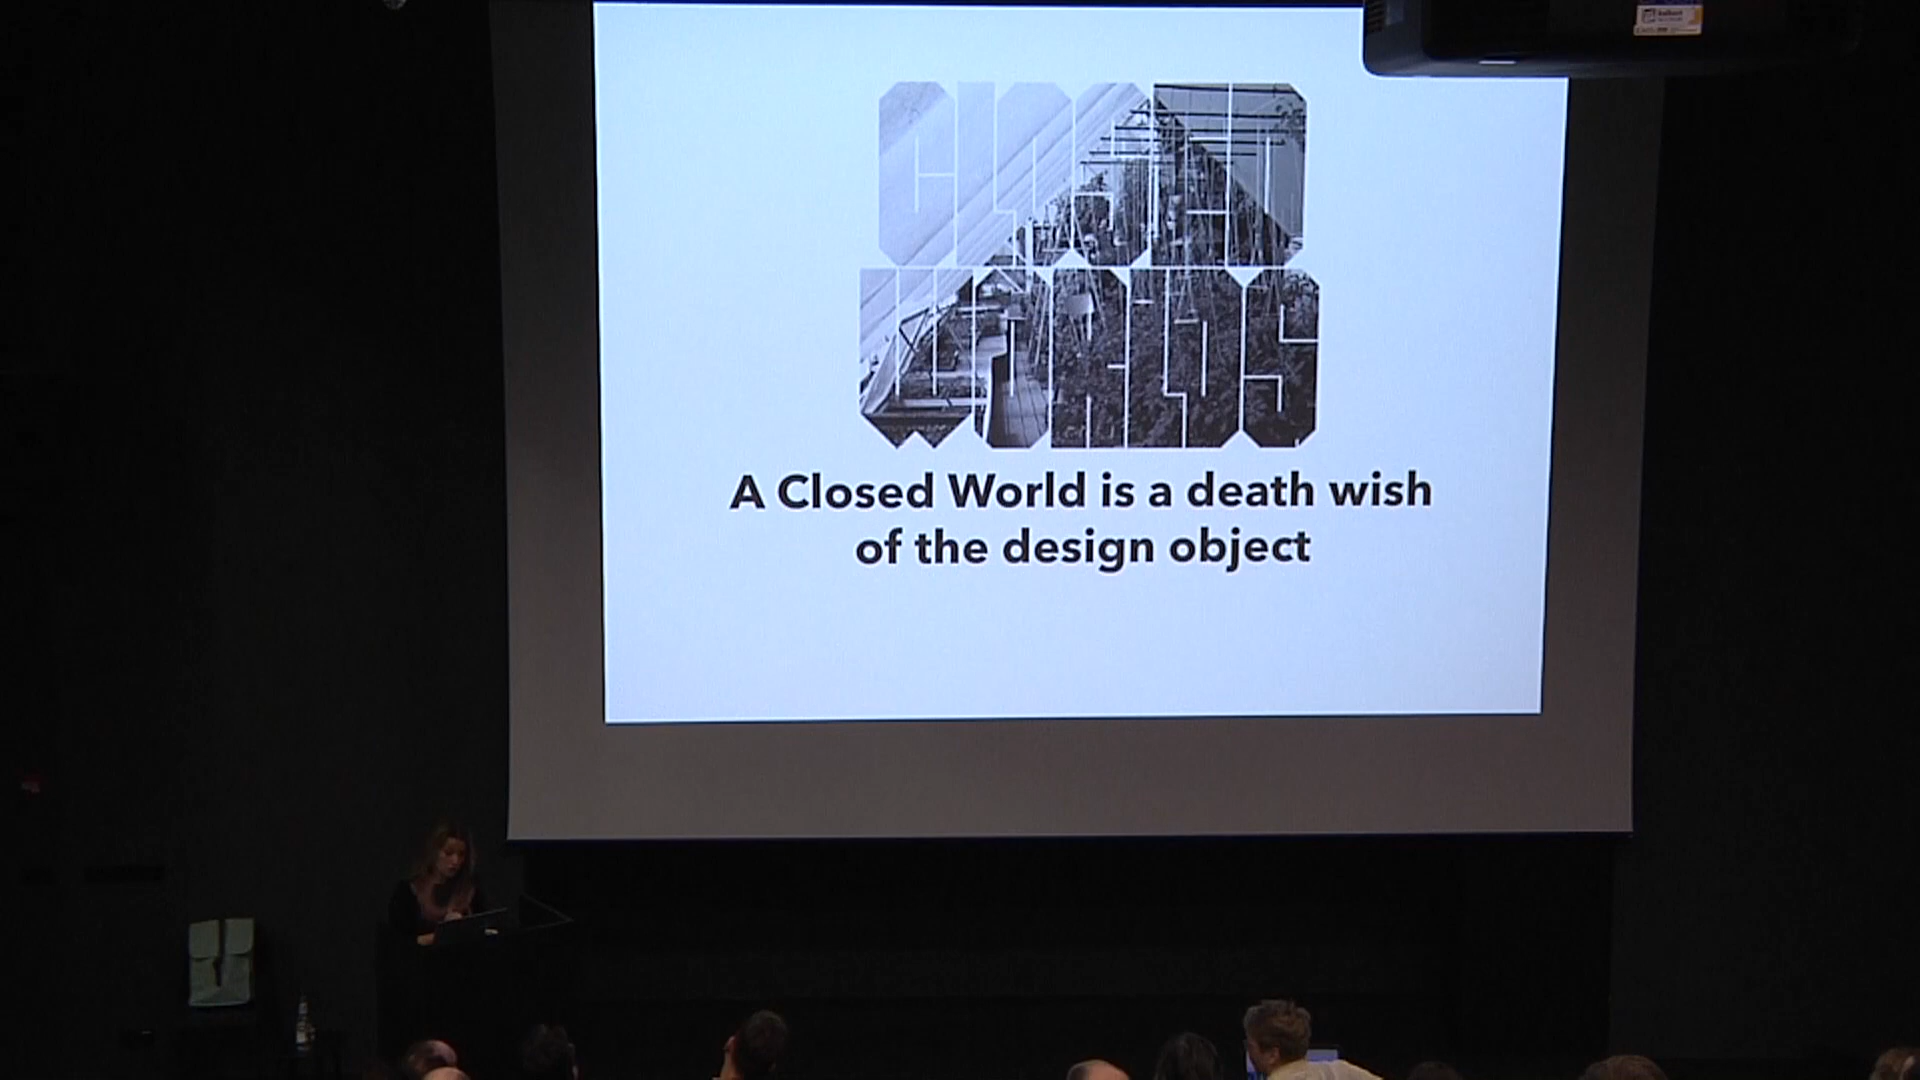 CLOSED
WORLDS
A Closed World is a death wish
of the design object